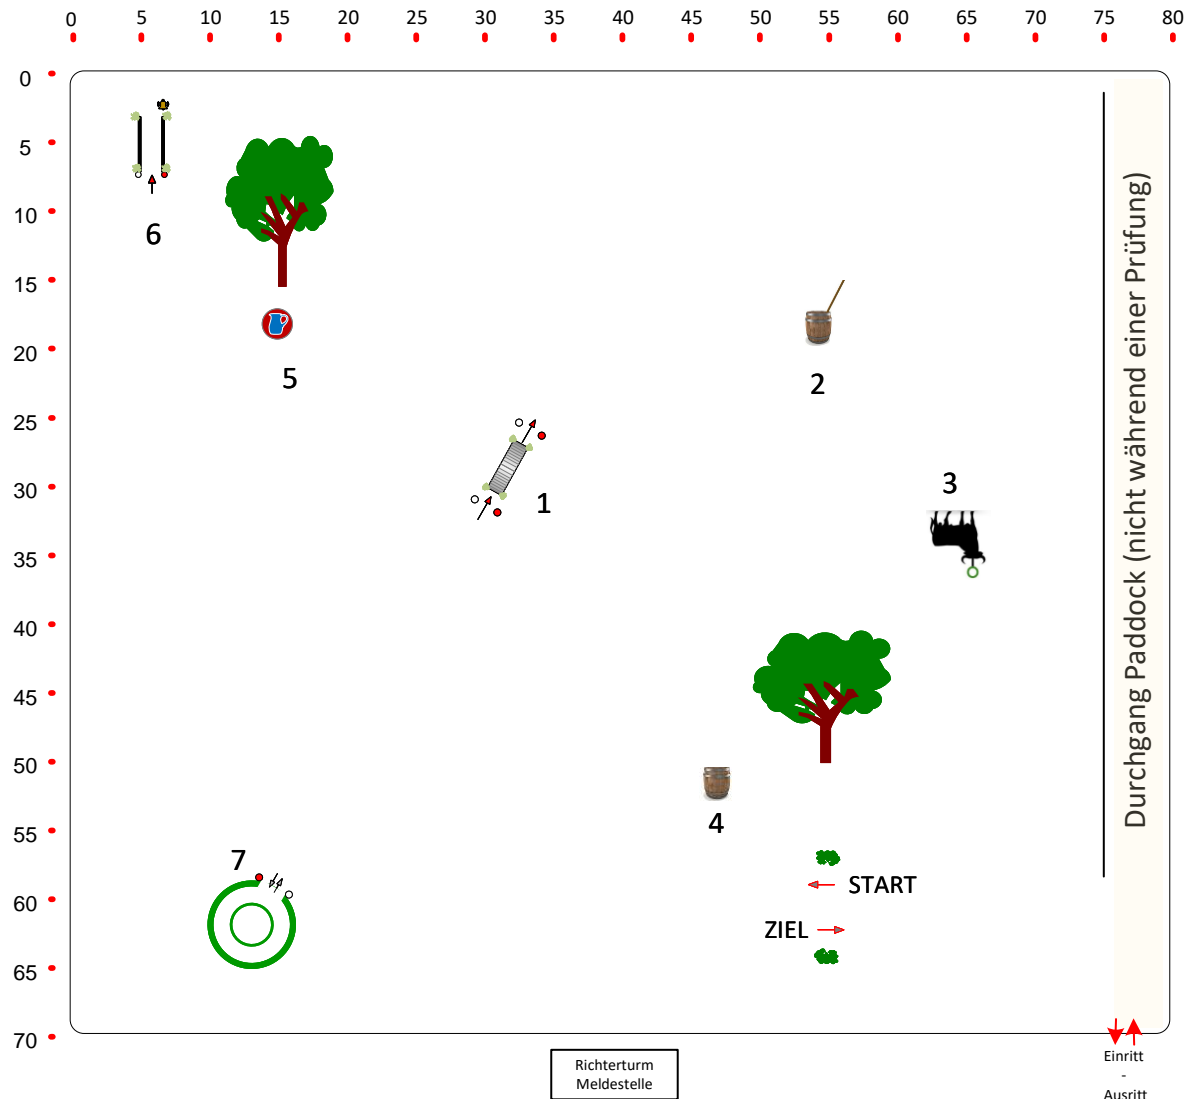 0 5 10 15 20 25 30 35 40 45 50 55 60 65 70 75 80
0
5
10
15
20
25
30
35
40
45
50
55
60
65
70
6
5
2
1
3
4
7
START
ZIEL
Durchgang Paddock (nicht während einer Prüfung)
Richterturm
Meldestelle
Einritt
-
Ausritt